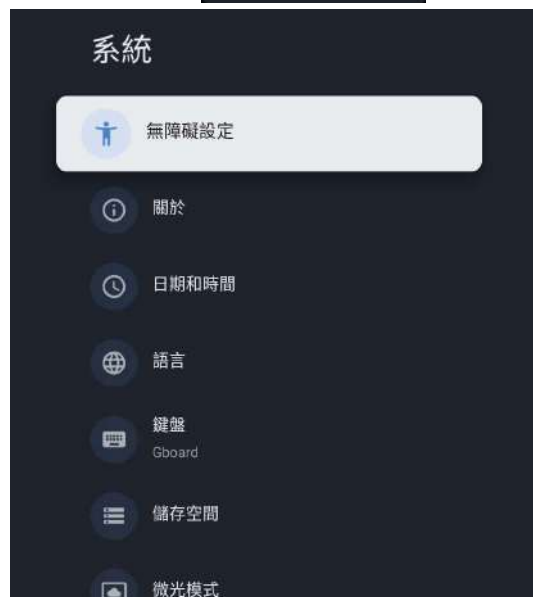 系統
無障礙設定
關於
日期和時間
語言
鍵盤
Gboard
儲存空間
微光模式